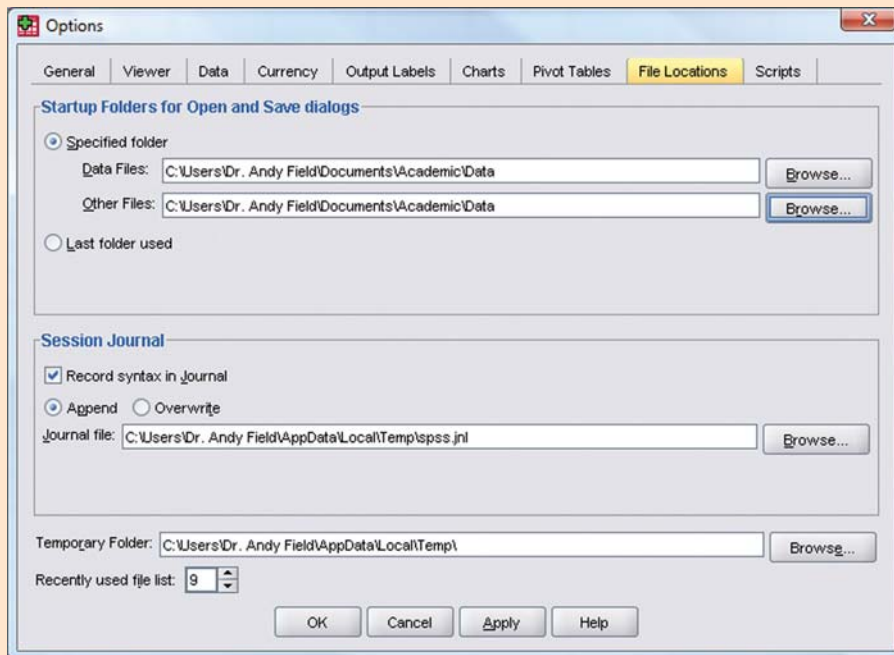 Options
General Viewer Data Currency Output Labels Charts Pivot Tables File Locations Scripts
Startup Folders for Open and Save dialogs
Specified folder
Data Files: C:\Users\Dr. Andy Field\Documents\Academic\Data Browse...
Other Files: C:\Users\Dr. Andy Field\Documents\Academic\Data Browse...
Last folder used
Session Journal
Record syntax in Journal
Append Overwrite
Journal file: C:\Users\Dr. Andy Field\AppData\Local\Temp\spss.jnl Browse...
Temporary Folder: C:\Users\Dr. Andy Field\AppData\Local\Temp\ Browse...
Recently used file list: 9
OK Cancel Apply Help